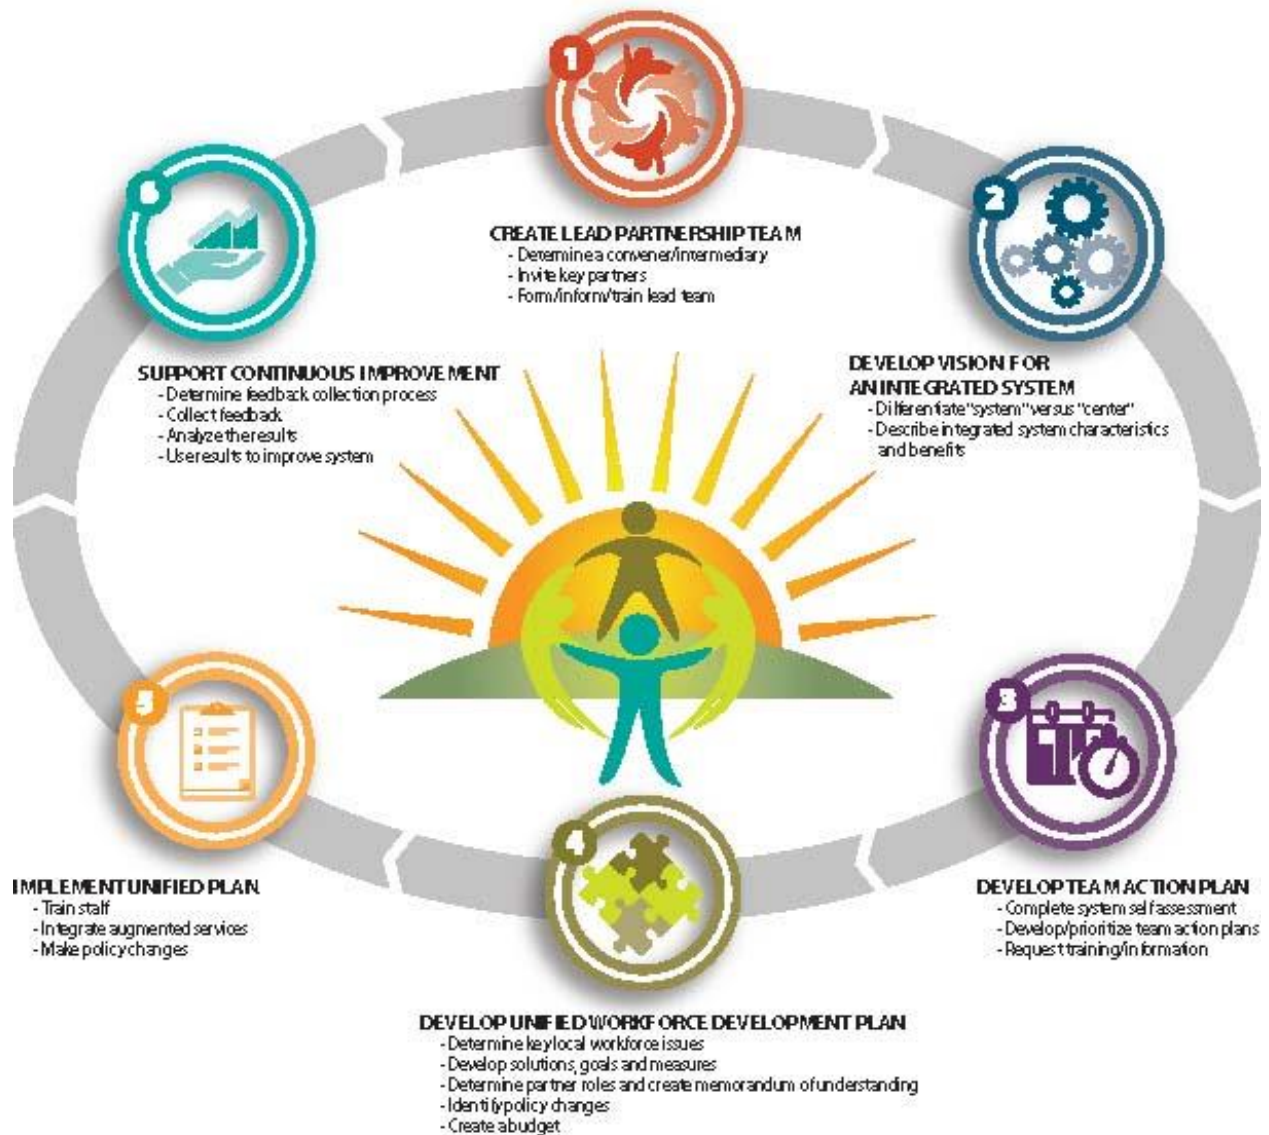 1
CREATE LEAD PARTNERSHIP TEAM
- Determine a convener/intermediary
- Invite key partners
- Form/inform/train lead team
2
DEVELOP VISION FOR
AN INTEGRATED SYSTEM
- Differentiate "system" versus "center"
- Describe integrated system characteristics
and benefits
3
DEVELOP TEAM ACTION PLAN
- Complete system self assessment
- Develop/prioritize team action plans
- Request training/information
4
DEVELOP UNIFIED WORKFORCE DEVELOPMENT PLAN
- Determine key local workforce issues
- Develop solutions, goals and measures
- Determine partner roles and create memorandum of understanding
- Identify policy changes
- Create a budget
5
IMPLEMENT UNIFIED PLAN
- Train staff
- Integrate augmented services
- Make policy changes
6
SUPPORT CONTINUOUS IMPROVEMENT
- Determine feedback collection process
- Collect feedback
- Analyze the results
- Use results to improve system